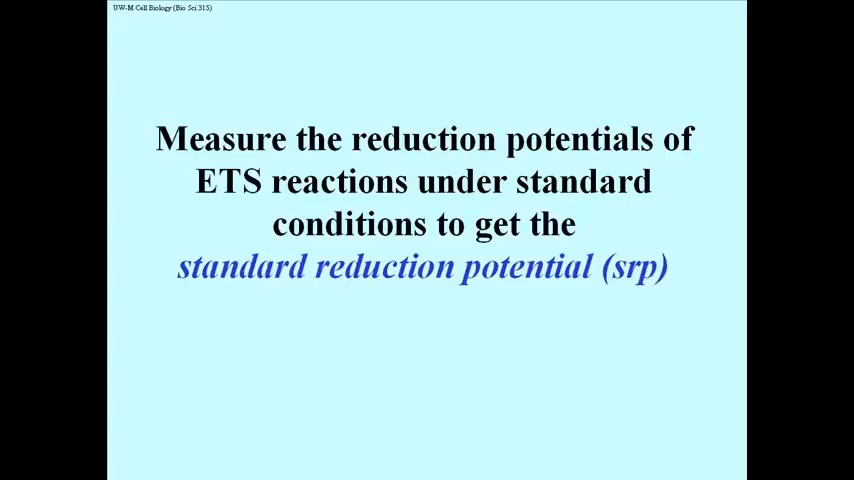 UW-M Cell Biology (Bio Sci 315)
Measure the reduction potentials of
ETS reactions under standard
conditions to get the
standard reduction potential (srp)